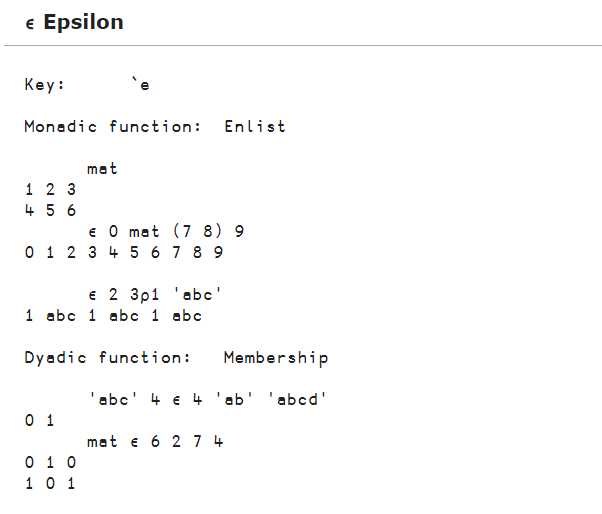 ∊ Epsilon
Key:       `e
Monadic function:  Enlist
      mat
1 2 3
4 5 6
      ∊ 0 mat (7 8) 9
0 1 2 3 4 5 6 7 8 9
      ∊ 2 3⍴1 'abc'
1 abc 1 abc 1 abc
Dyadic function:   Membership
      'abc' 4 ∊ 4 'ab' 'abcd'
0 1
      mat ∊ 6 2 7 4
0 1 0
1 0 1